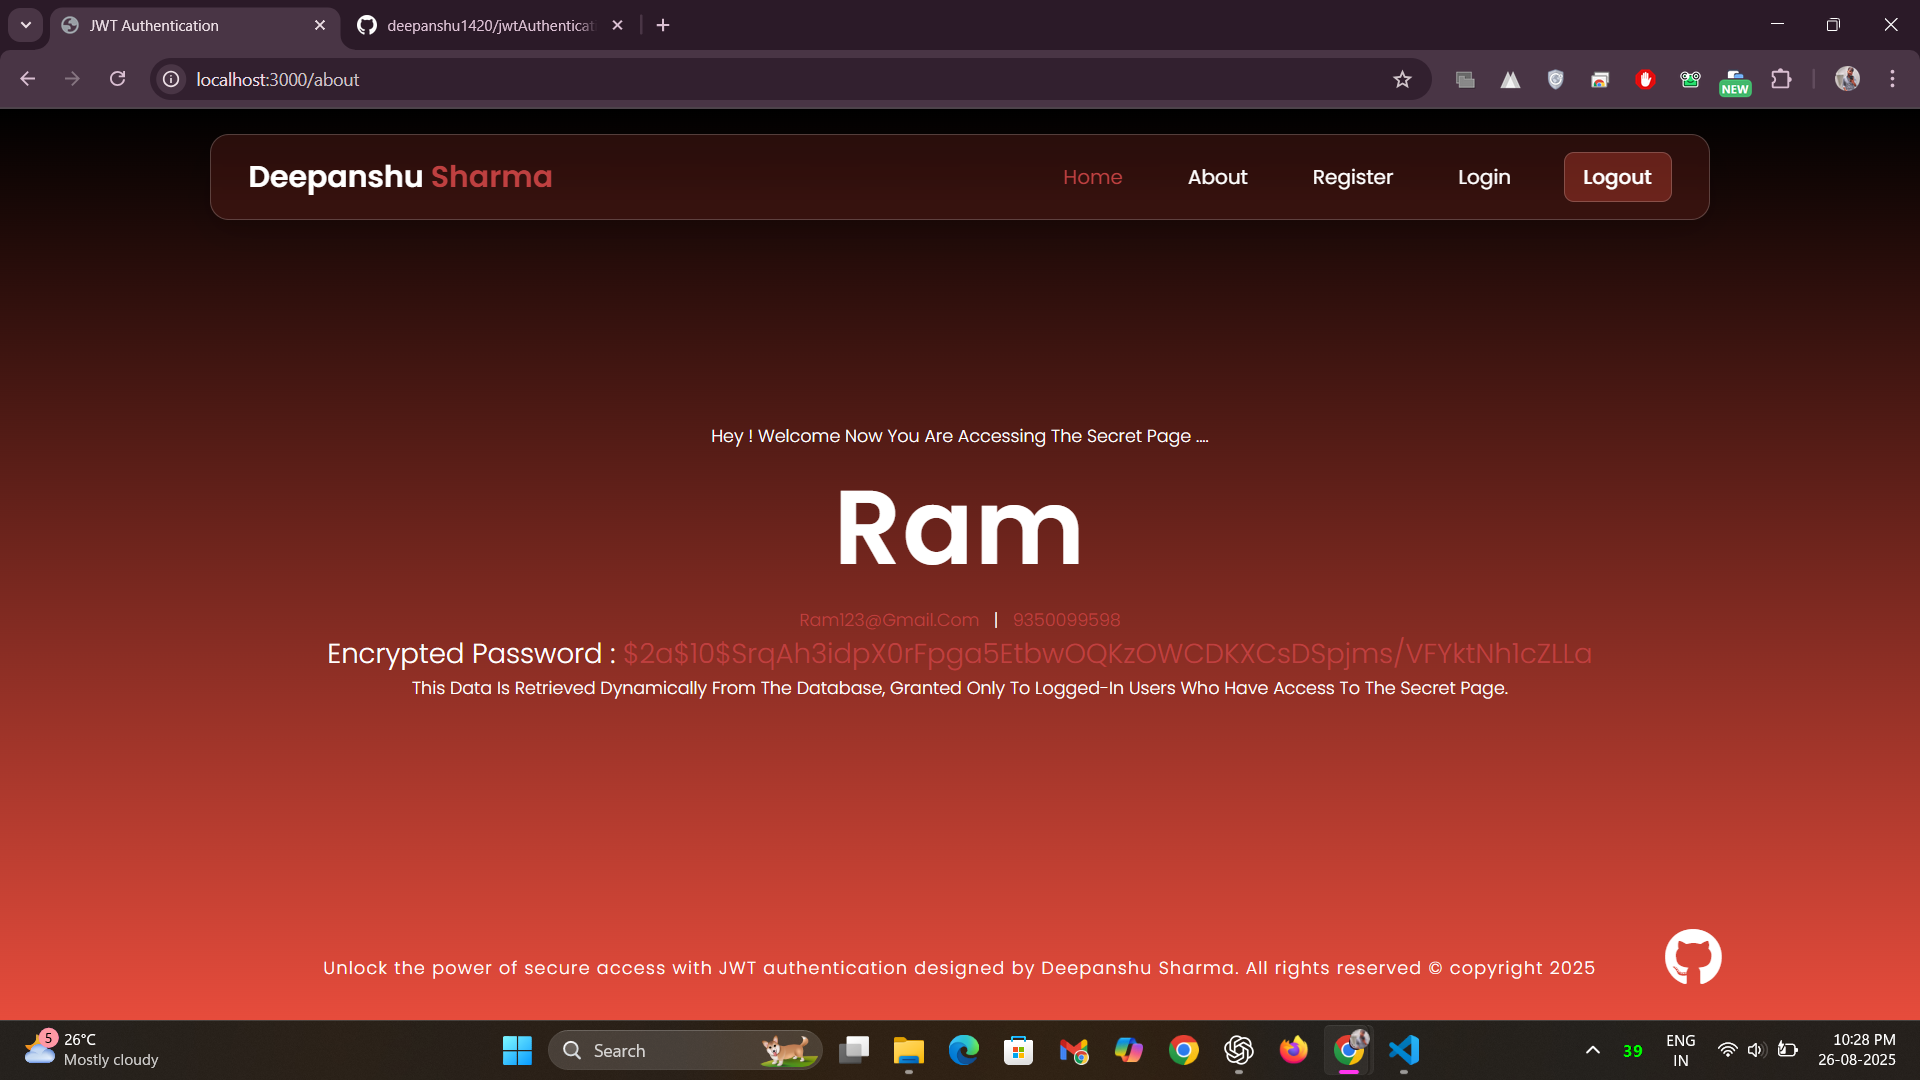 JWT Authentication
deepanshu1420/jwtAuthenticat
localhost:3000/about
NEW
Deepanshu Sharma
Home
About
Register
Login
Logout
Hey ! Welcome Now You Are Accessing The Secret Page ....
Ram
Ram123@Gmail.Com | 9350099598
Encrypted Password : $2a$10$SrqAh3idpX0rFpga5EtbwOQKzOWCDKXCsDSpjms/VFYktNh1cZLLa
This Data Is Retrieved Dynamically From The Database, Granted Only To Logged-In Users Who Have Access To The Secret Page.
Unlock the power of secure access with JWT authentication designed by Deepanshu Sharma. All rights reserved © copyright 2025
5
26°C
Mostly cloudy
Search
39
ENG
IN
10:28 PM
26-08-2025